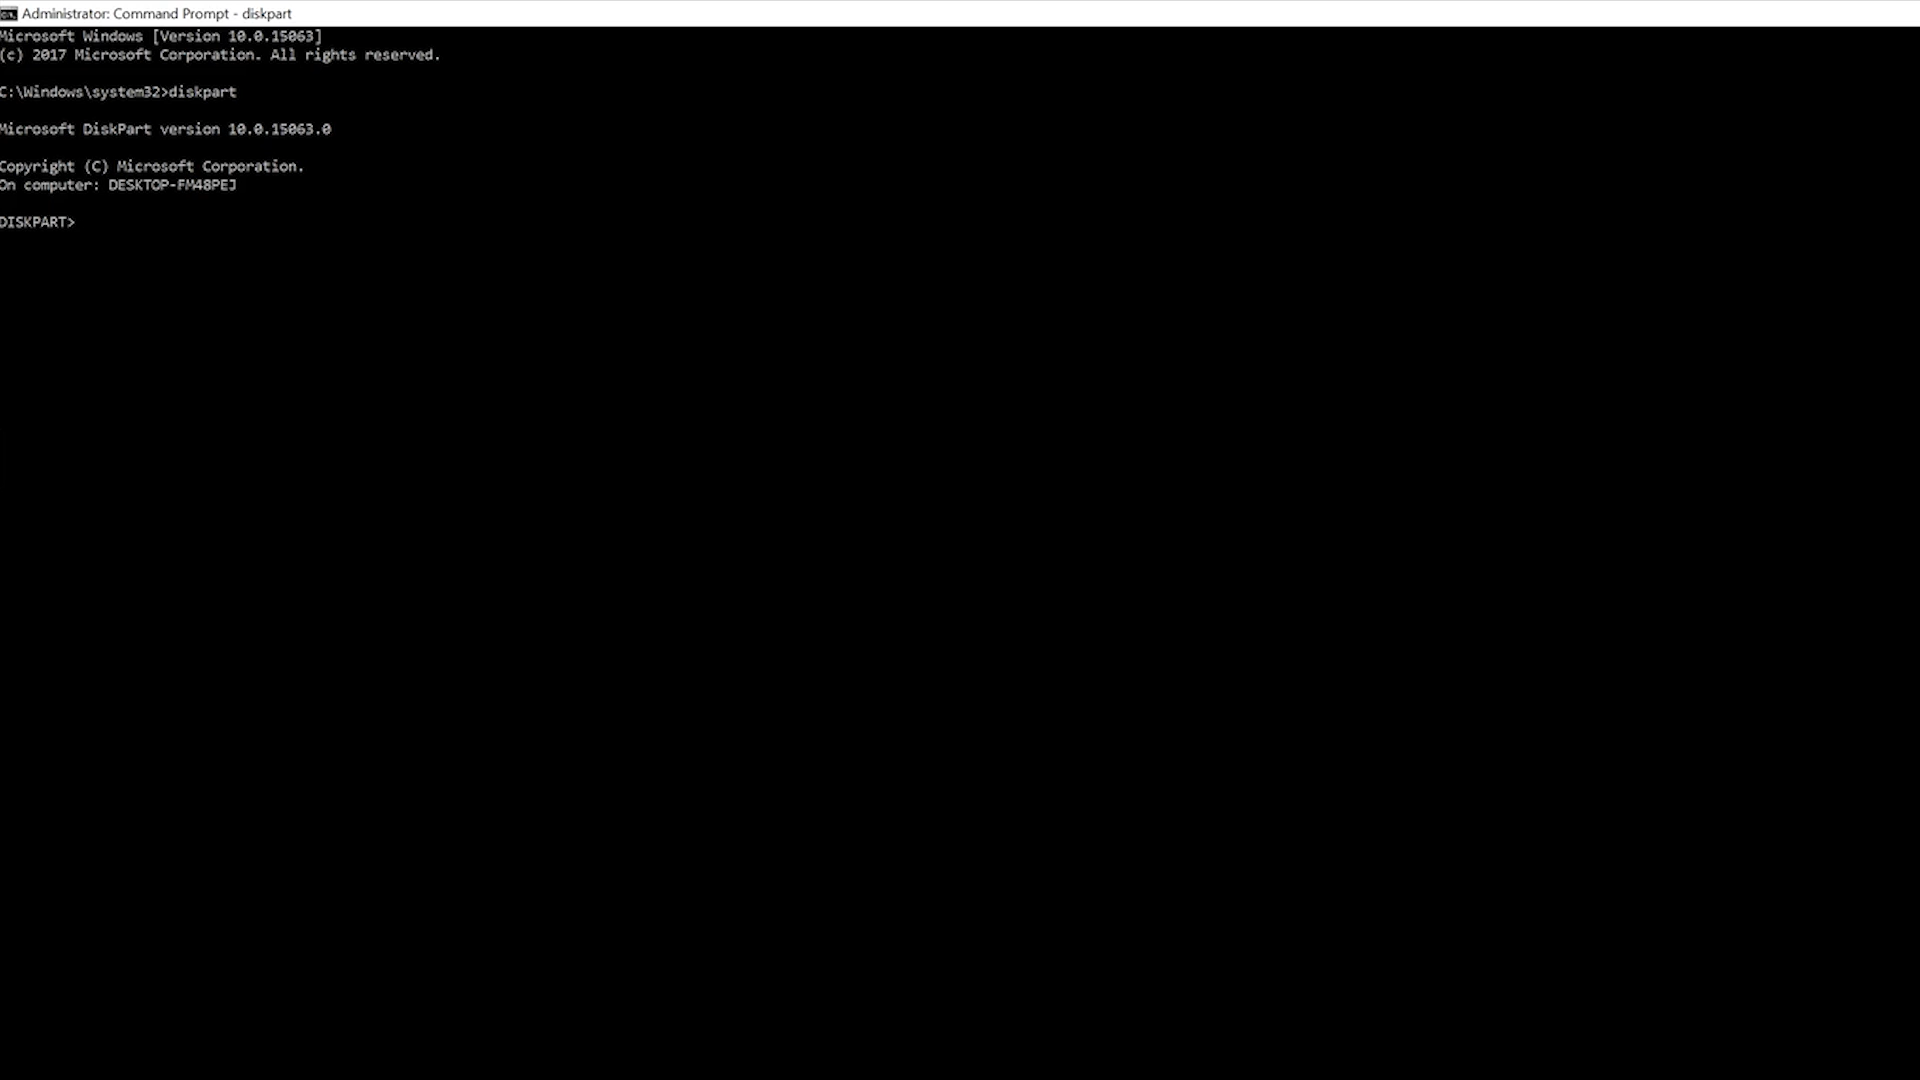 Administrator: Command Prompt - diskpart
Microsoft Windows [Version 10.0.15063]
(c) 2017 Microsoft Corporation. All rights reserved.
C:\Windows\system32>diskpart
Microsoft DiskPart version 10.0.15063.0
Copyright (C) Microsoft Corporation.
On computer: DESKTOP-FM48PEJ
DISKPART>